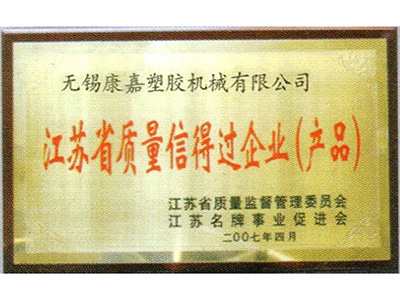 无锡康嘉塑胶机械有限公司
江苏省质量信得过企业(产品)
江苏省质量监督管理委员会
江苏名牌事业促进会
二00七年四月